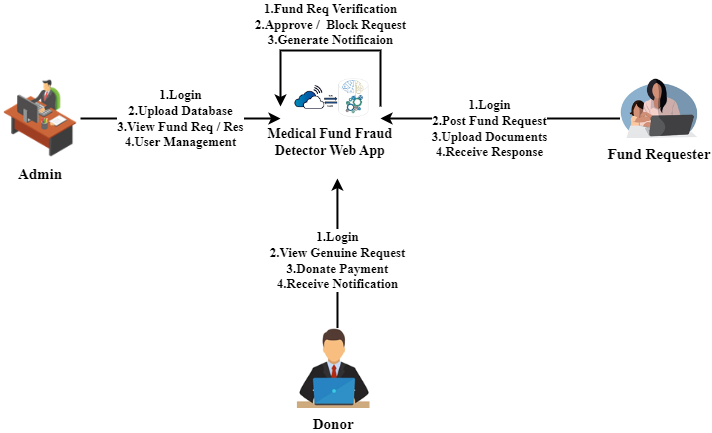 1.Fund Req Verification
2.Approve / Block Request
3.Generate Notificaion
1.Login
2.Upload Database
3.View Fund Req / Res
4.User Management
Admin
Medical Fund Fraud
Detector Web App
1.Login
2.Post Fund Request
3.Upload Documents
4.Receive Response
Fund Requester
1.Login
2.View Genuine Request
3.Donate Payment
4.Receive Notification
Donor